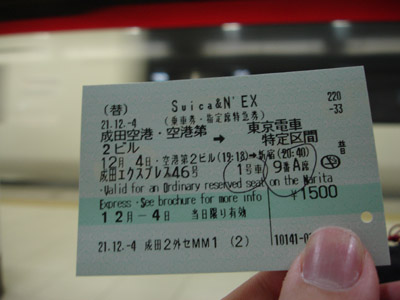 (替) Suica&N'EX 220
21.12.-4 (乗車券・指定席特急券) -33
成田空港・空港第2ビル → 東京電車特定区間
12月 4日・空港第2ビル(19:18)→新宿(20:40)
成田エクスプレス46号 1号車 9番A席
・Valid for an Ordinary reserved seat on the Narita
Express ・See brochure for more info ¥1500
12月-4日 当日限り有効
21.12.-4 成田2外セMM1 (2) 10141-0